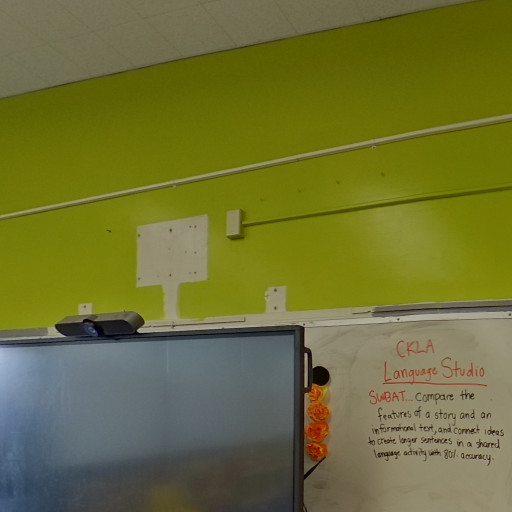 CKLA
Language Studio
SWBAT... compare the
features of a story and an
informational text, and connect ideas
to create larger sentences in a shared
language activity with 80% accuracy.